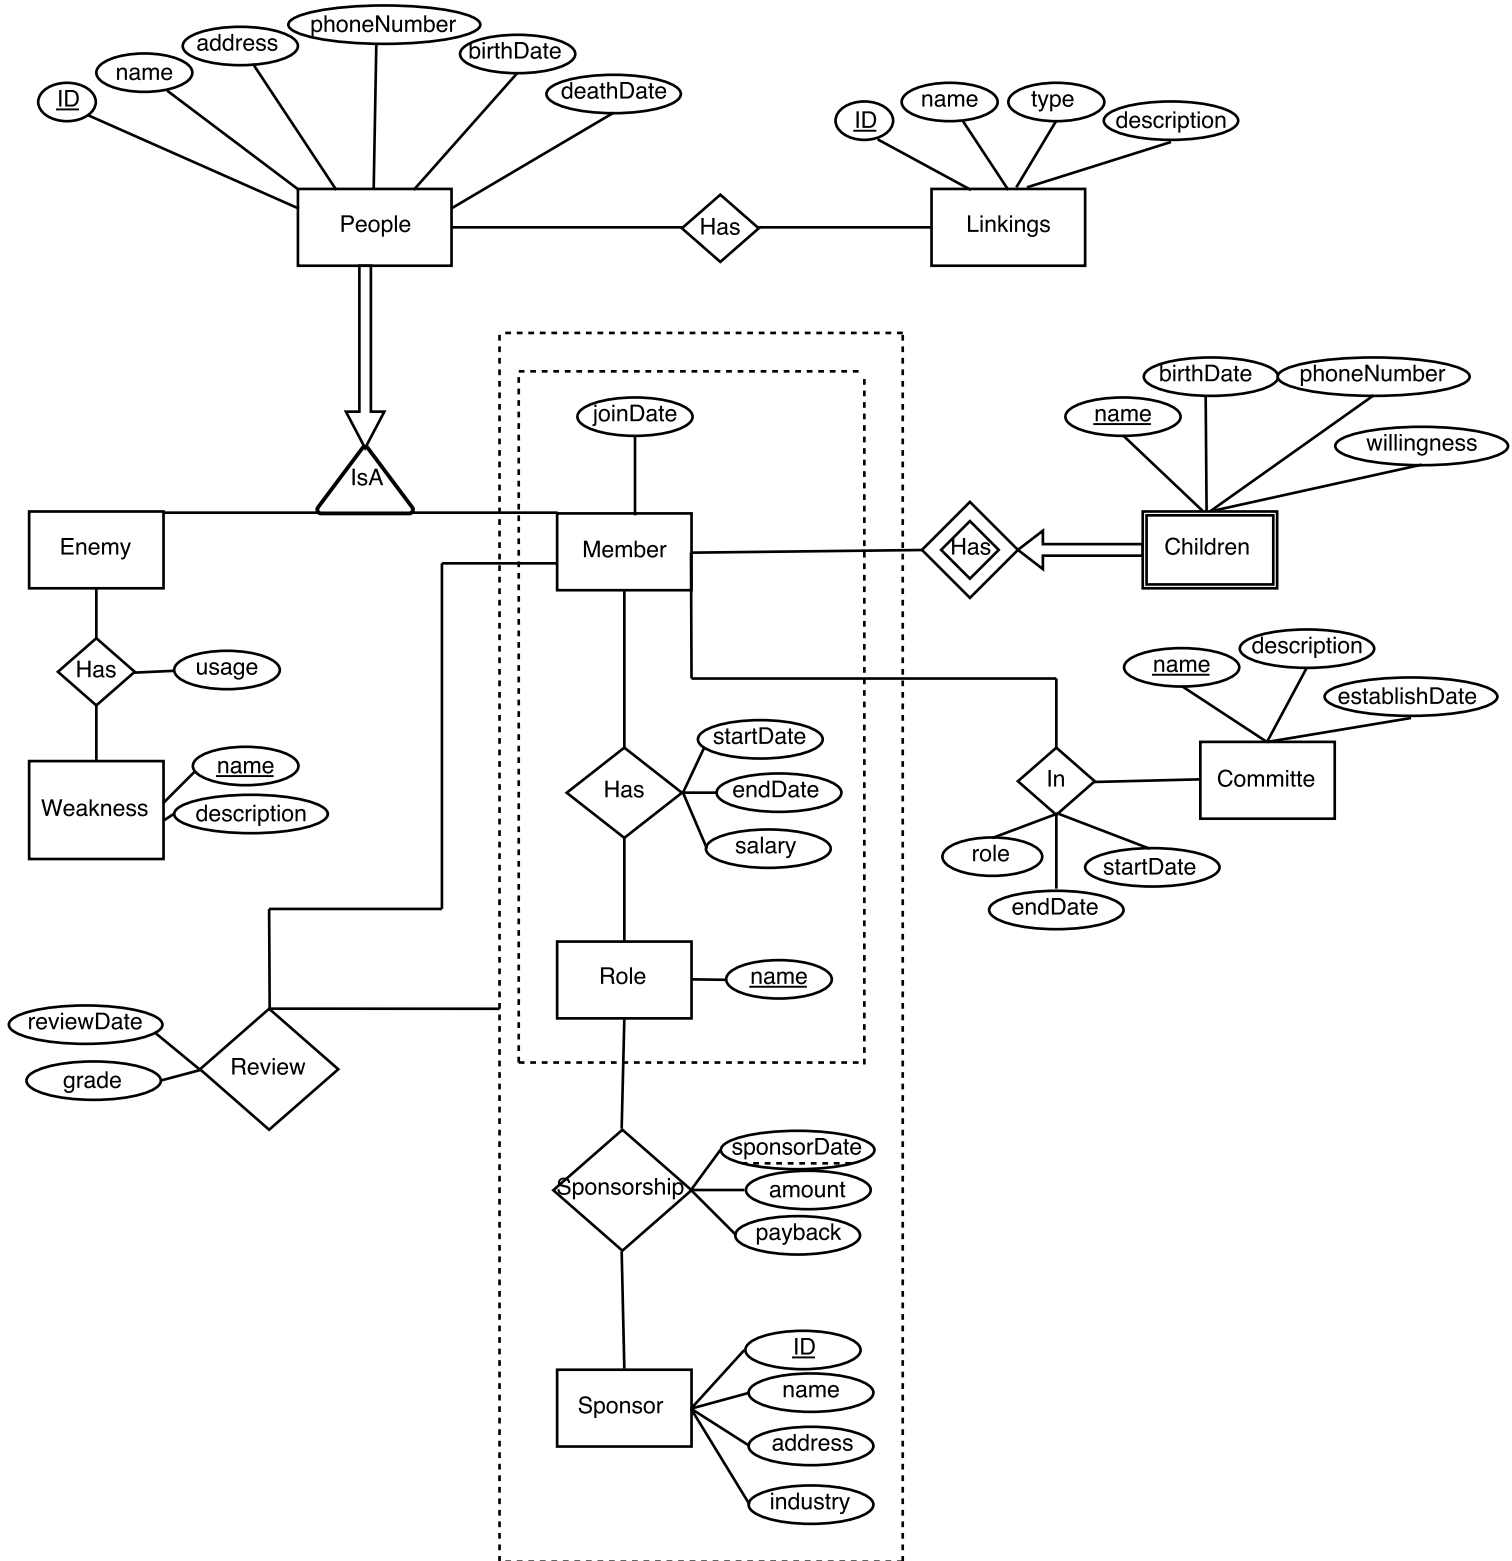 phoneNumber
address
birthDate
name
deathDate
ID
name
type
ID
description
People
Has
Linkings
birthDate
phoneNumber
name
joinDate
willingness
IsA
Enemy
Member
Has
Children
Has
usage
name
description
establishDate
startDate
Has
endDate
salary
In
Committe
role
startDate
endDate
Weakness
name
description
Role
name
reviewDate
grade
Review
sponsorDate
Sponsorship
amount
payback
ID
name
Sponsor
address
industry